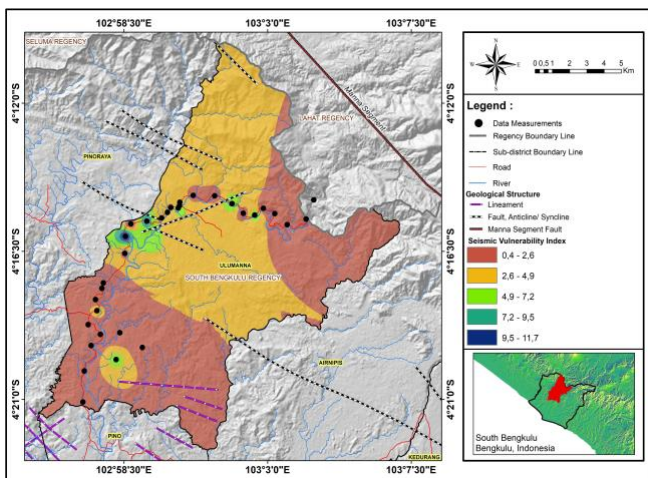 102°58'30"E
103°3'0"E
103°7'30"E
4°12'0"S
4°16'30"S
4°21'0"S
SELUMA REGENCY
Manna Segment
LAHAT REGENCY
PINORAYA
ULUMANNA
SOUTH BENGKULU REGENCY
AIRNIPIS
PINO
KEDURANG
4°12'0"S
4°16'30"S
4°21'0"S
102°58'30"E
103°3'0"E
103°7'30"E
N
W
E
S
0 0,5 1 2 3 4 5
Km
Legend :
Data Measurements
Regency Boundary Line
Sub-district Boundary Line
Road
River
Geological Structure
Lineament
Fault, Anticline/ Syncline
Manna Segment Fault
Seismic Vulnerability Index
0,4 - 2,6
2,6 - 4,9
4,9 - 7,2
7,2 - 9,5
9,5 - 11,7
South Bengkulu
Bengkulu, Indonesia